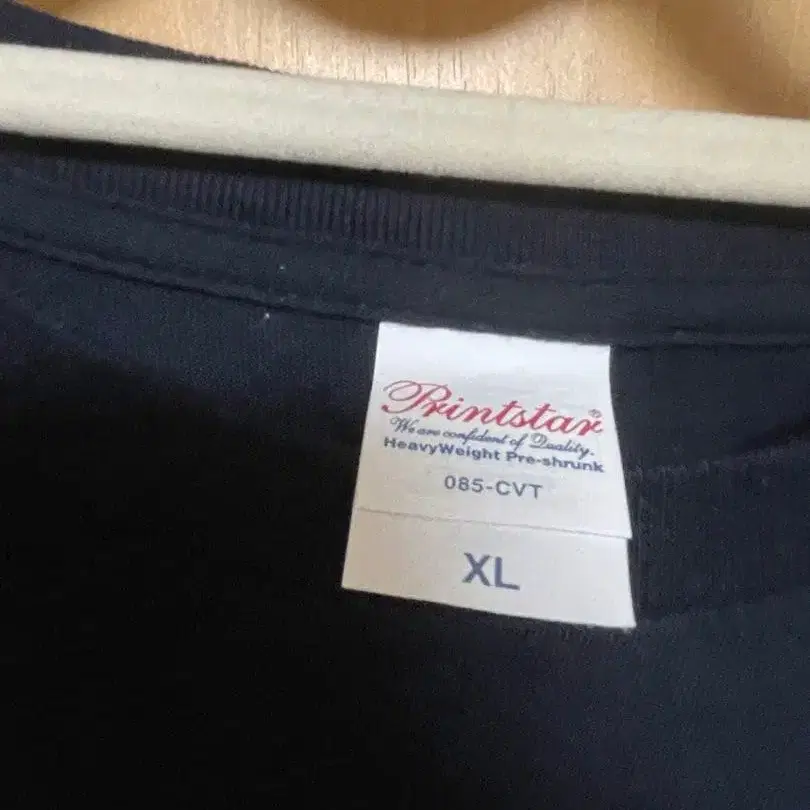 Printstar®
We are confident of Quality.
HeavyWeight Pre-shrunk
085-CVT
XL